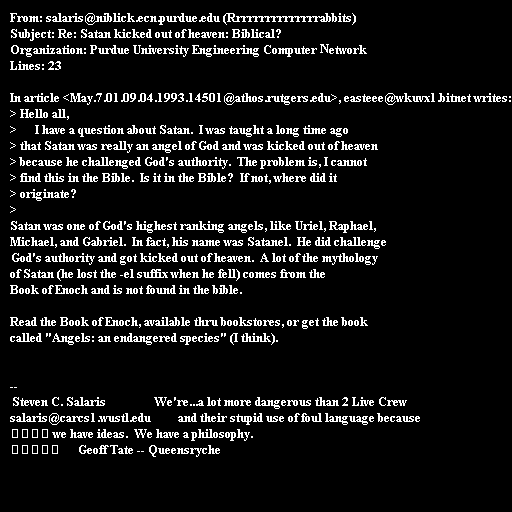 From: salaris@niblick.ecn.purdue.edu (Rrrrrrrrrrrrrrrabbits)
Subject: Re: Satan kicked out of heaven: Biblical?
Organization: Purdue University Engineering Computer Network
Lines: 23

In article <May.7.01.09.04.1993.14501@athos.rutgers.edu>, easteee@wkuvx1.bitnet writes:
> Hello all,
>      I have a question about Satan.  I was taught a long time ago
> that Satan was really an angel of God and was kicked out of heaven
> because he challenged God's authority.  The problem is, I cannot
> find this in the Bible.  Is it in the Bible?  If not, where did it
> originate?
>
Satan was one of God's highest ranking angels, like Uriel, Raphael,
Michael, and Gabriel.  In fact, his name was Satanel.  He did challenge
God's authority and got kicked out of heaven.  A lot of the mythology
of Satan (he lost the -el suffix when he fell) comes from the
Book of Enoch and is not found in the bible.

Read the Book of Enoch, available thru bookstores, or get the book
called "Angels: an endangered species" (I think).

--
Steven C. Salaris               We're...a lot more dangerous than 2 Live Crew
salaris@carcs1.wustl.edu        and their stupid use of foul language because
we have ideas.  We have a philosophy.
Geoff Tate -- Queensryche